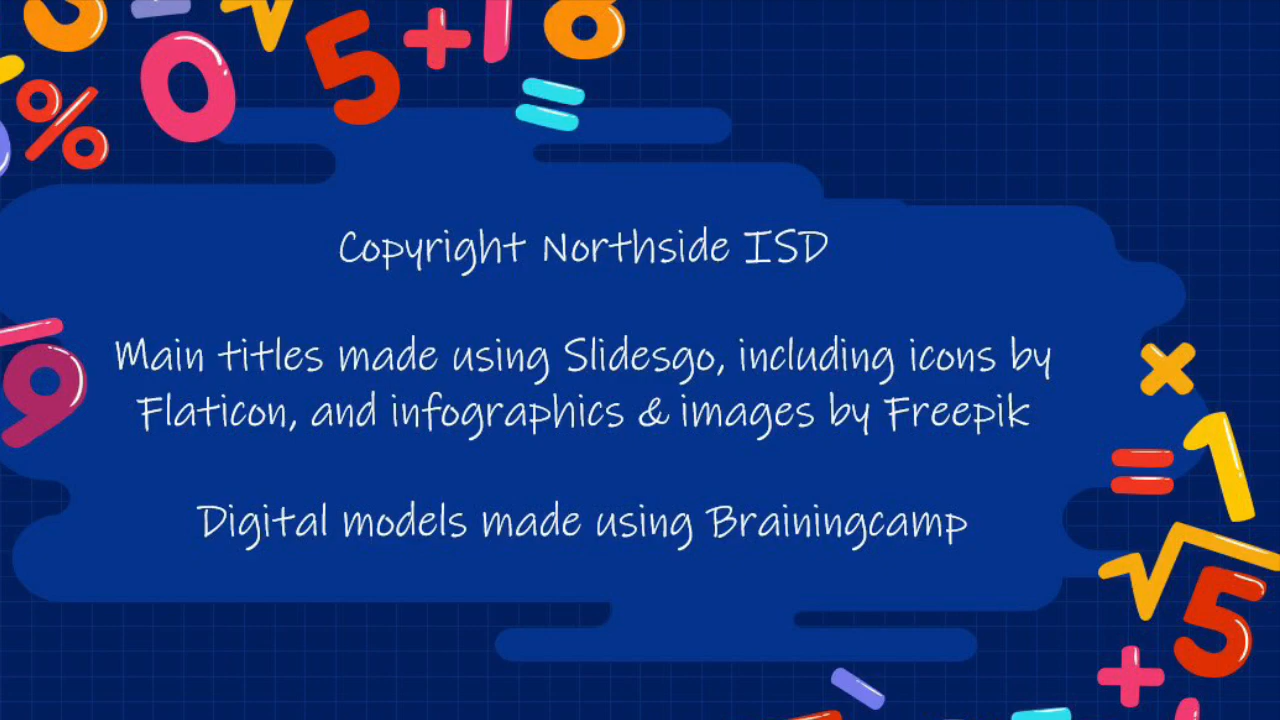 Copyright Northside ISD
Main titles made using Slidesgo, including icons by
Flaticon, and infographics & images by Freepik
Digital models made using Brainingcamp